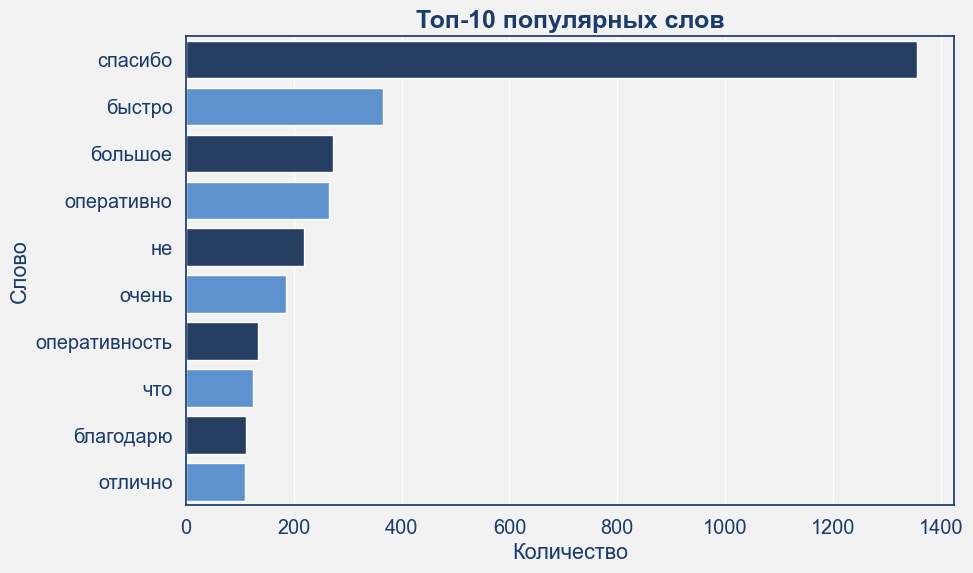 Топ-10 популярных слов
спасибо
быстро
большое
оперативно
не
очень
оперативность
что
благодарю
отлично
Слово
0 200 400 600 800 1000 1200 1400
Количество